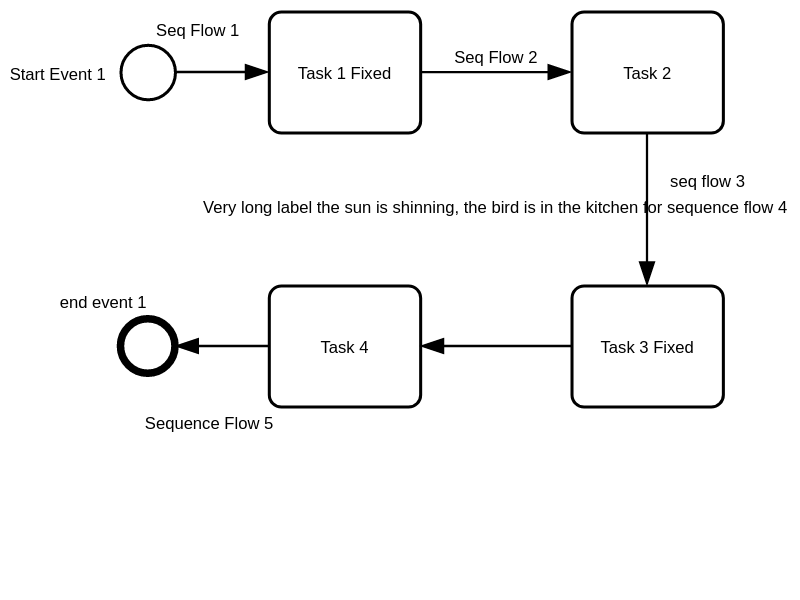 Seq Flow 1
Start Event 1
Task 1 Fixed
Seq Flow 2
Task 2
seq flow 3
Very long label the sun is shinning, the bird is in the kitchen for sequence flow 4
end event 1
Task 4
Task 3 Fixed
Sequence Flow 5